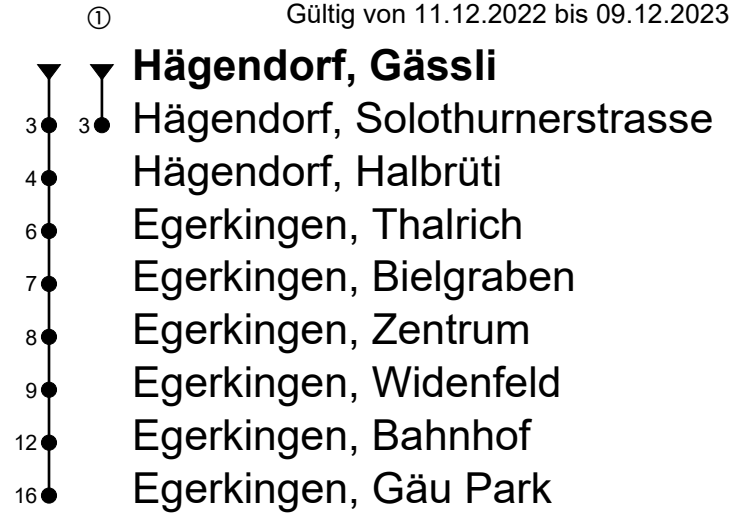 ① Gültig von 11.12.2022 bis 09.12.2023
Hägendorf, Gässli
3 3 Hägendorf, Solothurnerstrasse
4 Hägendorf, Halbrüti
6 Egerkingen, Thalrich
7 Egerkingen, Bielgraben
8 Egerkingen, Zentrum
9 Egerkingen, Widenfeld
12 Egerkingen, Bahnhof
16 Egerkingen, Gäu Park